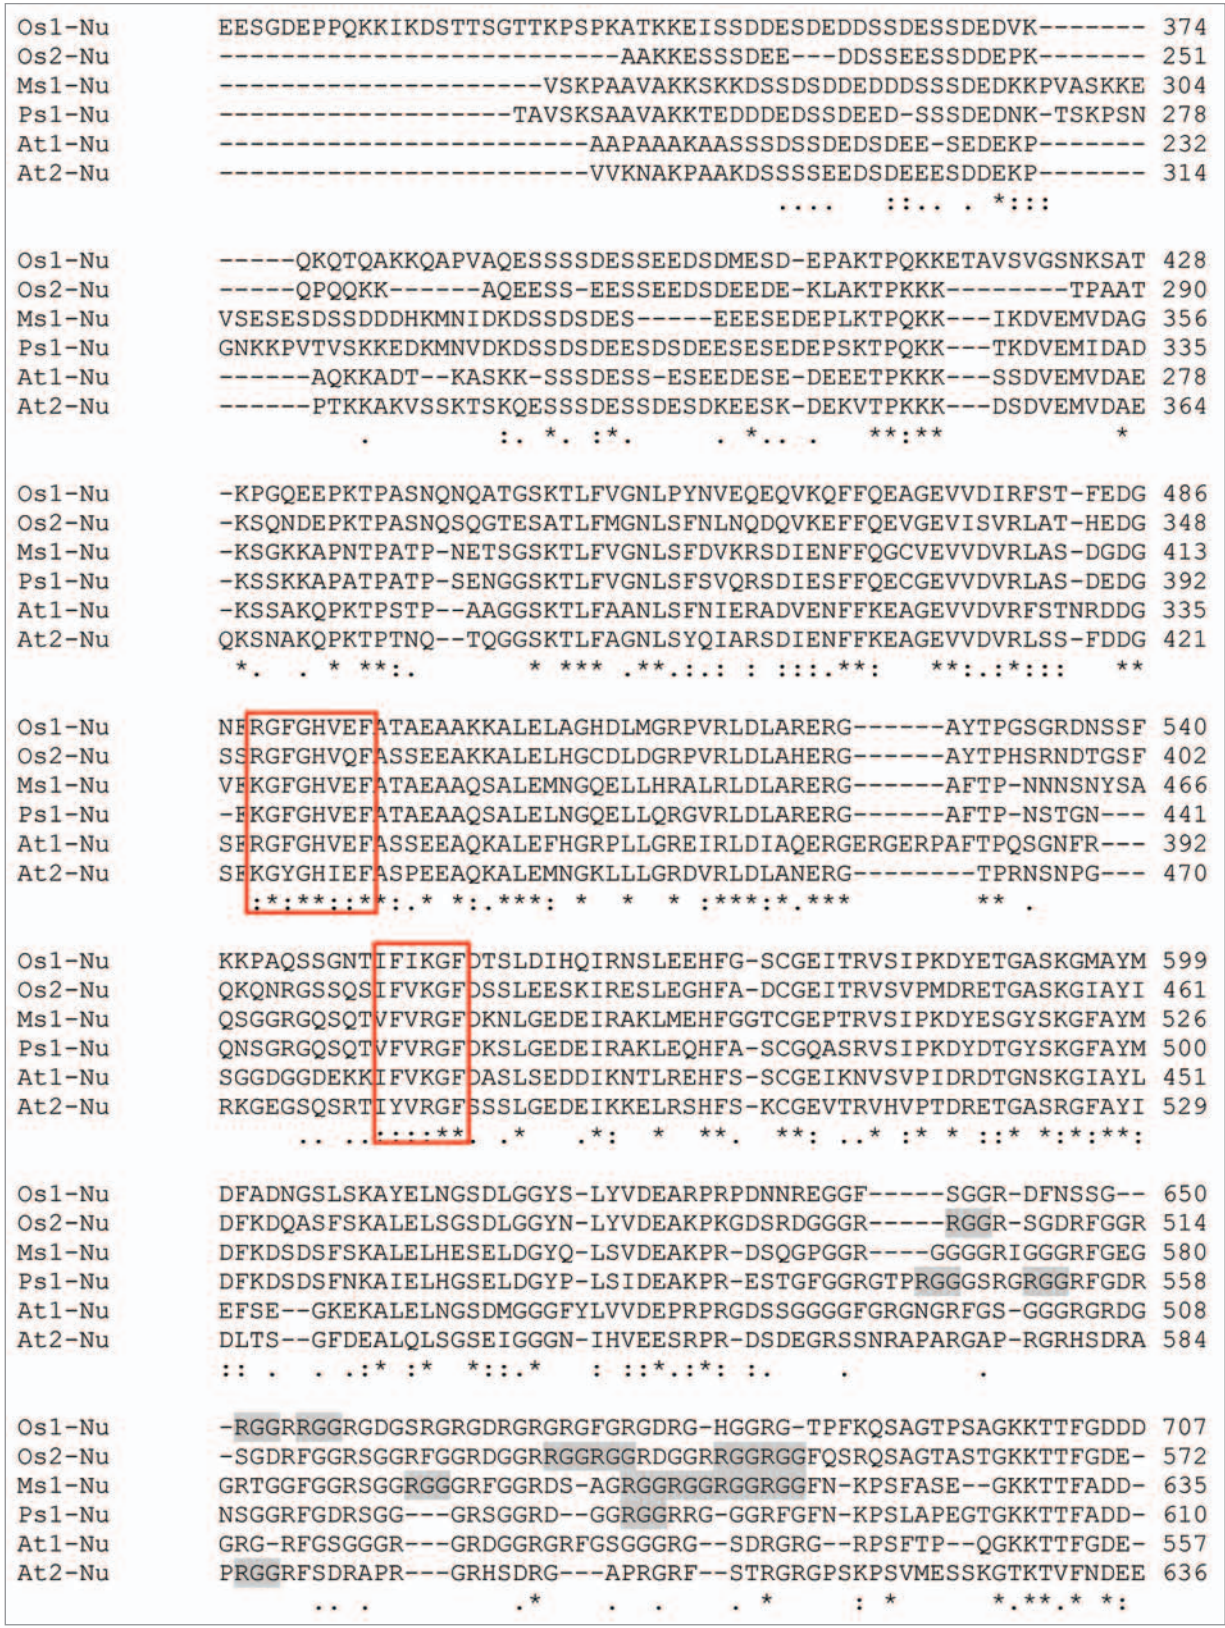 Os1-Nu EESGDEPPQKKIKDSTTSGTTKPSPKATKKEISSDDESDEDDSSDESSDEDVK------- 374
Os2-Nu --------------------------AAKKESSSDEE---DDSSEESSDDEPK------- 251
Ms1-Nu ---------------------VSKPAAVAKKSKKDSSDSDDEDDDSSSDEDKKPVASKKE 304
Ps1-Nu -------------------TAVSKSAAVAKKTEDDDEDSSDEED-SSSDEDNK-TSKPSN 278
At1-Nu ------------------------AAPAAAKAASSSDSSDEDSDEE-SEDEKP------- 232
At2-Nu ------------------------VVKNAKPAAKDSSSSEEDSDEEESDDEKP------- 314
.... ::.. . *:::
Os1-Nu -----QKQTQAKKQAPVAQESSSSDESSEEDSDMESD-EPAKTPQKKETAVSVGSNKSAT 428
Os2-Nu -----QPQQKK------AQEESS-EESSEEDSDEEDE-KLAKTPKKK--------TPAAT 290
Ms1-Nu VSESESDSSDDDHKMNIDKDSSDSDES-----EEESEDEPLKTPQKK---IKDVEMVDAG 356
Ps1-Nu GNKKPVTVSKKEDKMNVDKDSSDSDEESDSDEESESEDEPSKTPQKK---TKDVEMIDAD 335
At1-Nu ------AQKKADT--KASKK-SSSDESS-ESEEDESE-DEEETPKKK---SSDVEMVDAE 278
At2-Nu ------PTKKAKVSSKTSKQESSSDESSDESDKEESK-DEKVTPKKK---DSDVEMVDAE 364
. :. *. :*. . *.. . **:** *
Os1-Nu -KPGQEEPKTPASNQNQATGSKTLFVGNLPYNVEQEQVKQFFQEAGEVVDIRFST-FEDG 486
Os2-Nu -KSQNDEPKTPASNQSQGTESATLFMGNLSFNLNQDQVKEFFQEVGEVISVRLAT-HEDG 348
Ms1-Nu -KSGKKAPNTPATP-NETSGSKTLFVGNLSFDVKRSDIENFFQGCVEVVDVRLAS-DGDG 413
Ps1-Nu -KSSKKAPATPATP-SENGGSKTLFVGNLSFSVQRSDIESFFQECGEVVDVRLAS-DEDG 392
At1-Nu -KSSAKQPKTPSTP--AAGGSKTLFAANLSFNIERADVENFFKEAGEVVDVRFSTNRDDG 335
At2-Nu QKSNAKQPKTPTNQ--TQGGSKTLFAGNLSYQIARSDIENFFKEAGEVVDVRLSS-FDDG 421
*. . * **:. * *** .**.:.: : :::.**: **:.:*::: **
Os1-Nu NFRGFGHVEFATAEAAKKALELAGHDLMGRPVRLDLARERG------AYTPGSGRDNSSF 540
Os2-Nu SSRGFGHVQFASSEEAKKALELHGCDLDGRPVRLDLAHERG------AYTPHSRNDTGSF 402
Ms1-Nu VFKGFGHVEFATAEAAQSALEMNGQELLHRALRLDLARERG------AFTP-NNNSNYSA 466
Ps1-Nu -FKGFGHVEFATAEAAQSALELNGQELLQRGVRLDLARERG------AFTP-NSTGN--- 441
At1-Nu SFRGFGHVEFASSEEAQKALEFHGRPLLGREIRLDIAQERGERGERPAFTPQSGNFR--- 392
At2-Nu SFKGYGHIEFASPEEAQKALEMNGKLLLGRDVRLDLANERG--------TPRNSNPG--- 470
:*:**::**:.* *:.***: * * * :***:*.*** ** .
Os1-Nu KKPAQSSGNTIFIKGFDTSLDIHQIRNSLEEHFG-SCGEITRVSIPKDYETGASKGMAYM 599
Os2-Nu QKQNRGSSQSIFVKGFDSSLEESKIRESLEGHFA-DCGEITRVSVPMDRETGASKGIAYI 461
Ms1-Nu QSGGRGQSQTVFVRGFDKNLGEDEIRAKLMEHFGGTCGEPTRVSIPKDYESGYSKGFAYM 526
Ps1-Nu QNSGRGQSQTVFVRGFDKSLGEDEIRAKLEQHFA-SCGQASRVSIPKDYDTGYSKGFAYM 500
At1-Nu SGGDGGDEKKIFVKGFDASLSEDDIKNTLREHFS-SCGEIKNVSVPIDRDTGNSKGIAYL 451
At2-Nu RKGEGSQSRTIYVRGFSSSLGEDEIKKELRSHFS-KCGEVTRVHVPTDRETGASRGFAYI 529
.. .::::**. .* .*: * **. **: ..* :* * ::* *:*:**:
Os1-Nu DFADNGSLSKAYELNGSDLGGYS-LYVDEARPRPDNNREGGF-----SGGR-DFNSSG-- 650
Os2-Nu DFKDQASFSKALELSGSDLGGYN-LYVDEAKPKGDSRDGGGR-----RGGR-SGDRFGGR 514
Ms1-Nu DFKDSDSFSKALELHESELDGYQ-LSVDEAKPR-DSQGPGGR----GGGGRIGGGRFGEG 580
Ps1-Nu DFKDSDSFNKAIELHGSELDGYP-LSIDEAKPR-ESTGFGGRGTPRGGGSRGRGGRFGDR 558
At1-Nu EFSE--GKEKALELNGSDMGGGFYLVVDEPRPRGDSSGGGGFGRGNGRFGS-GGGRGRDG 508
At2-Nu DLTS--GFDEALQLSGSEIGGGN-IHVEESRPR-DSDEGRSSNRAPARGAP-RGRHSDRA 584
:: . . .:* :* *::.* : ::*.:*: :. . .
Os1-Nu -RGGRRGGRGDGSRGRGDRGRGRGFGRGDRG-HGGRG-TPFKQSAGTPSAGKKTTFGDDD 707
Os2-Nu -SGDRFGGRSGGRFGGRDGGRRGGRGGRDGGRRGGRGGFQSRQSAGTASTGKKTTFGDE- 572
Ms1-Nu GRTGGFGGRSGGRGGGRFGGRDS-AGRGGRGGRGGRGGFN-KPSFASE--GKKTTFADD- 635
Ps1-Nu NSGGRFGDRSGG---GRSGGRD--GGRGGRRG-GGRFGFN-KPSLAPEGTGKKTTFADD- 610
At1-Nu GRG-RFGSGGGR---GRDGGRGRFGSGGGRG--SDRGRG--RPSFTP--QGKKTTFGDE- 557
At2-Nu PRGGRFSDRAPR---GRHSDRG---APRGRF--STRGRGPSKPSVMESSKGTKTVFNDEE 636
.. . .* . . . * : * *.**.* *: